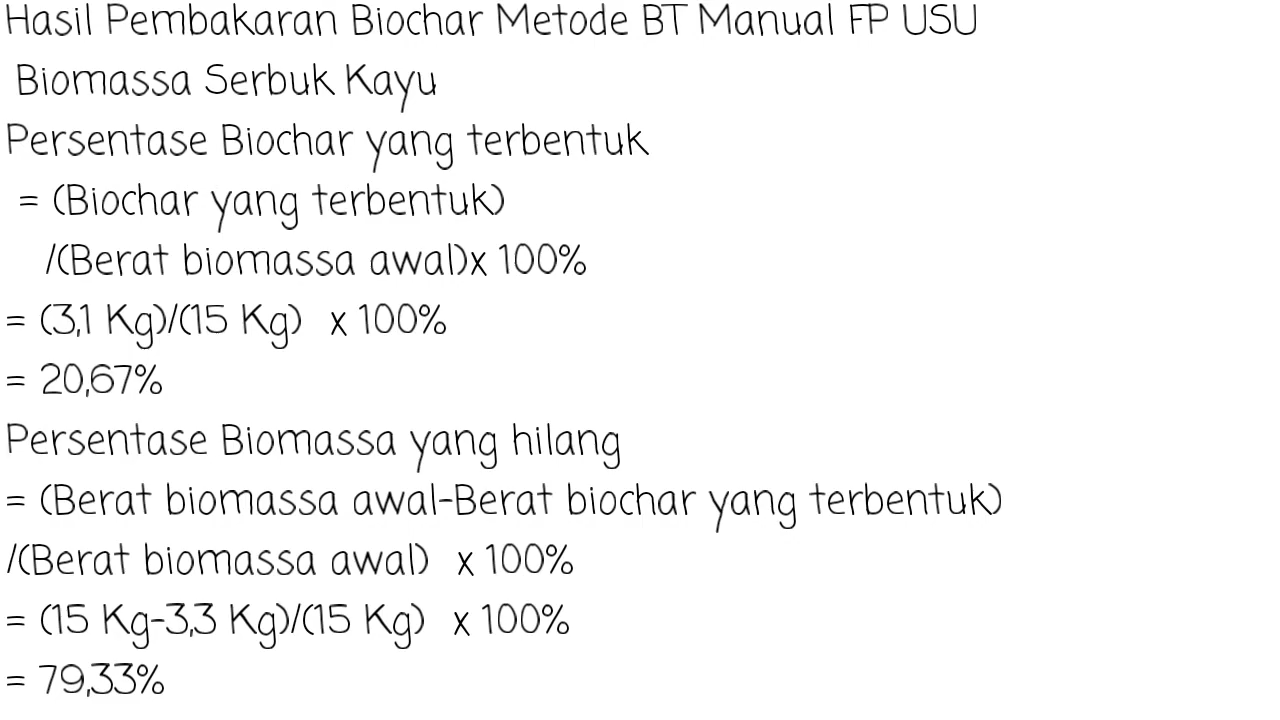 Hasil Pembakaran Biochar Metode BT Manual FP USU
Biomassa Serbuk Kayu
Persentase Biochar yang terbentuk
= (Biochar yang terbentuk)
/(Berat biomassa awal)x 100%
= (3,1 Kg)/(15 Kg) x 100%
= 20,67%
Persentase Biomassa yang hilang
= (Berat biomassa awal-Berat biochar yang terbentuk)
/(Berat biomassa awal) x 100%
= (15 Kg-3,3 Kg)/(15 Kg) x 100%
= 79,33%